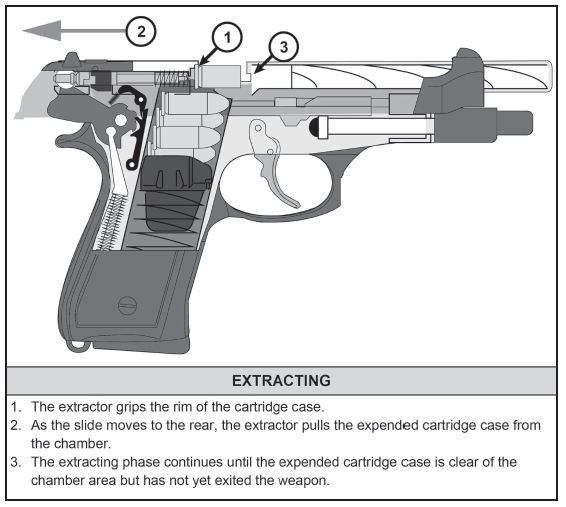 2
1
3
EXTRACTING
1. The extractor grips the rim of the cartridge case.
2. As the slide moves to the rear, the extractor pulls the expended cartridge case from
the chamber.
3. The extracting phase continues until the expended cartridge case is clear of the
chamber area but has not yet exited the weapon.